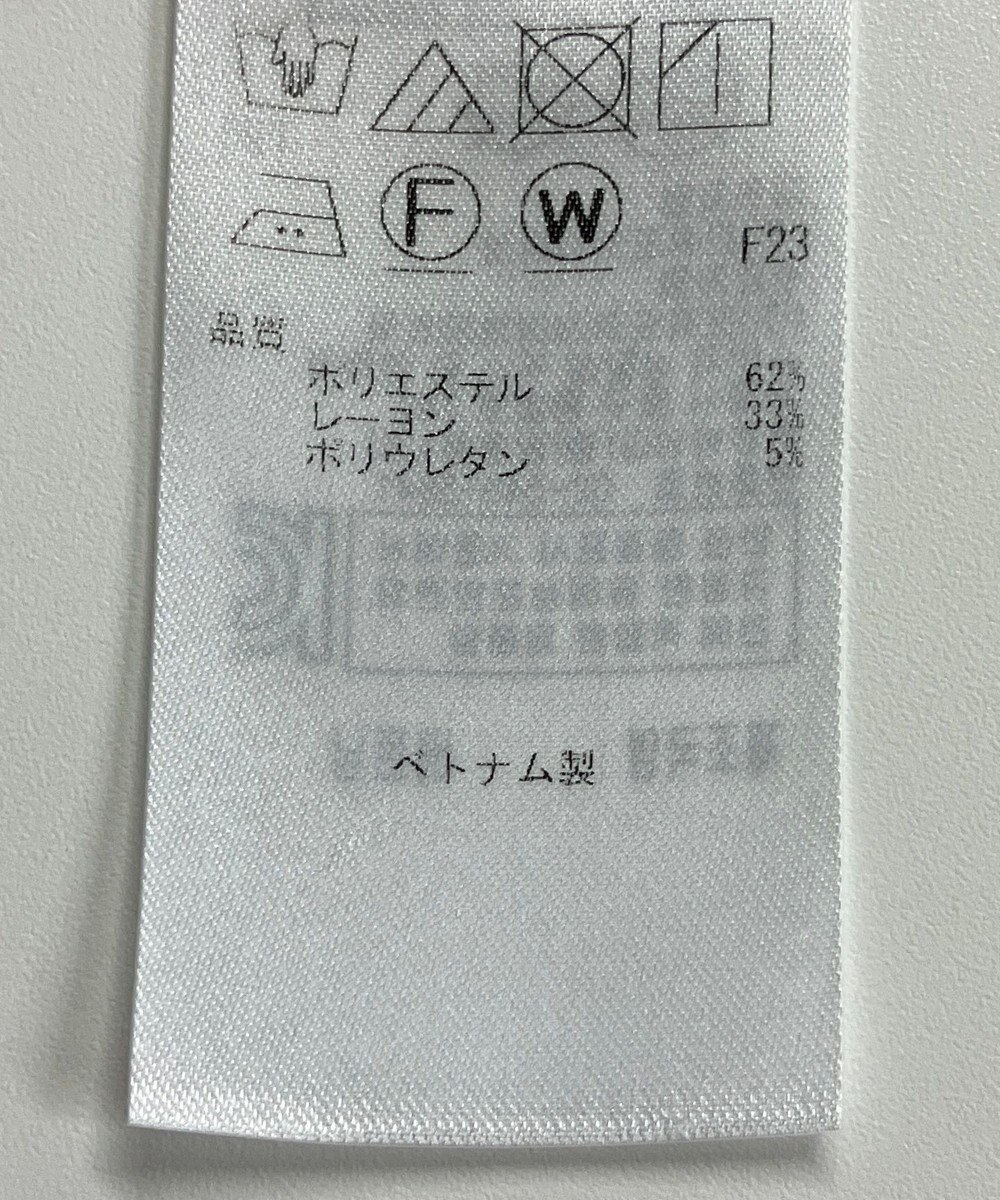 F W
F23
品質
ポリエステル 62%
レーヨン 33%
ポリウレタン 5%
ベトナム製